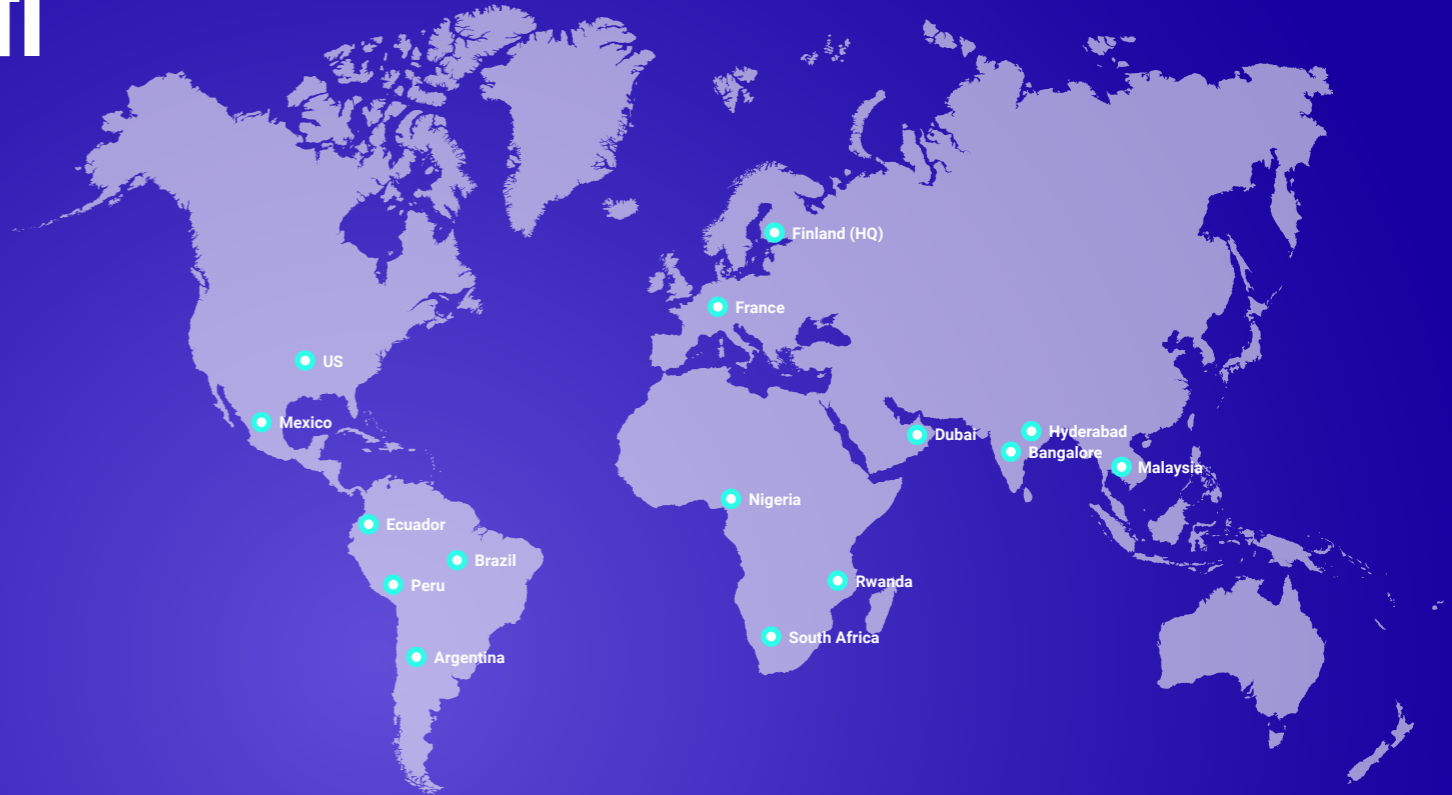 Finland (HQ)
France
US
Mexico
Hyderabad
Dubai
Bangalore
Malaysia
Nigeria
Ecuador
Brazil
Rwanda
Peru
South Africa
Argentina